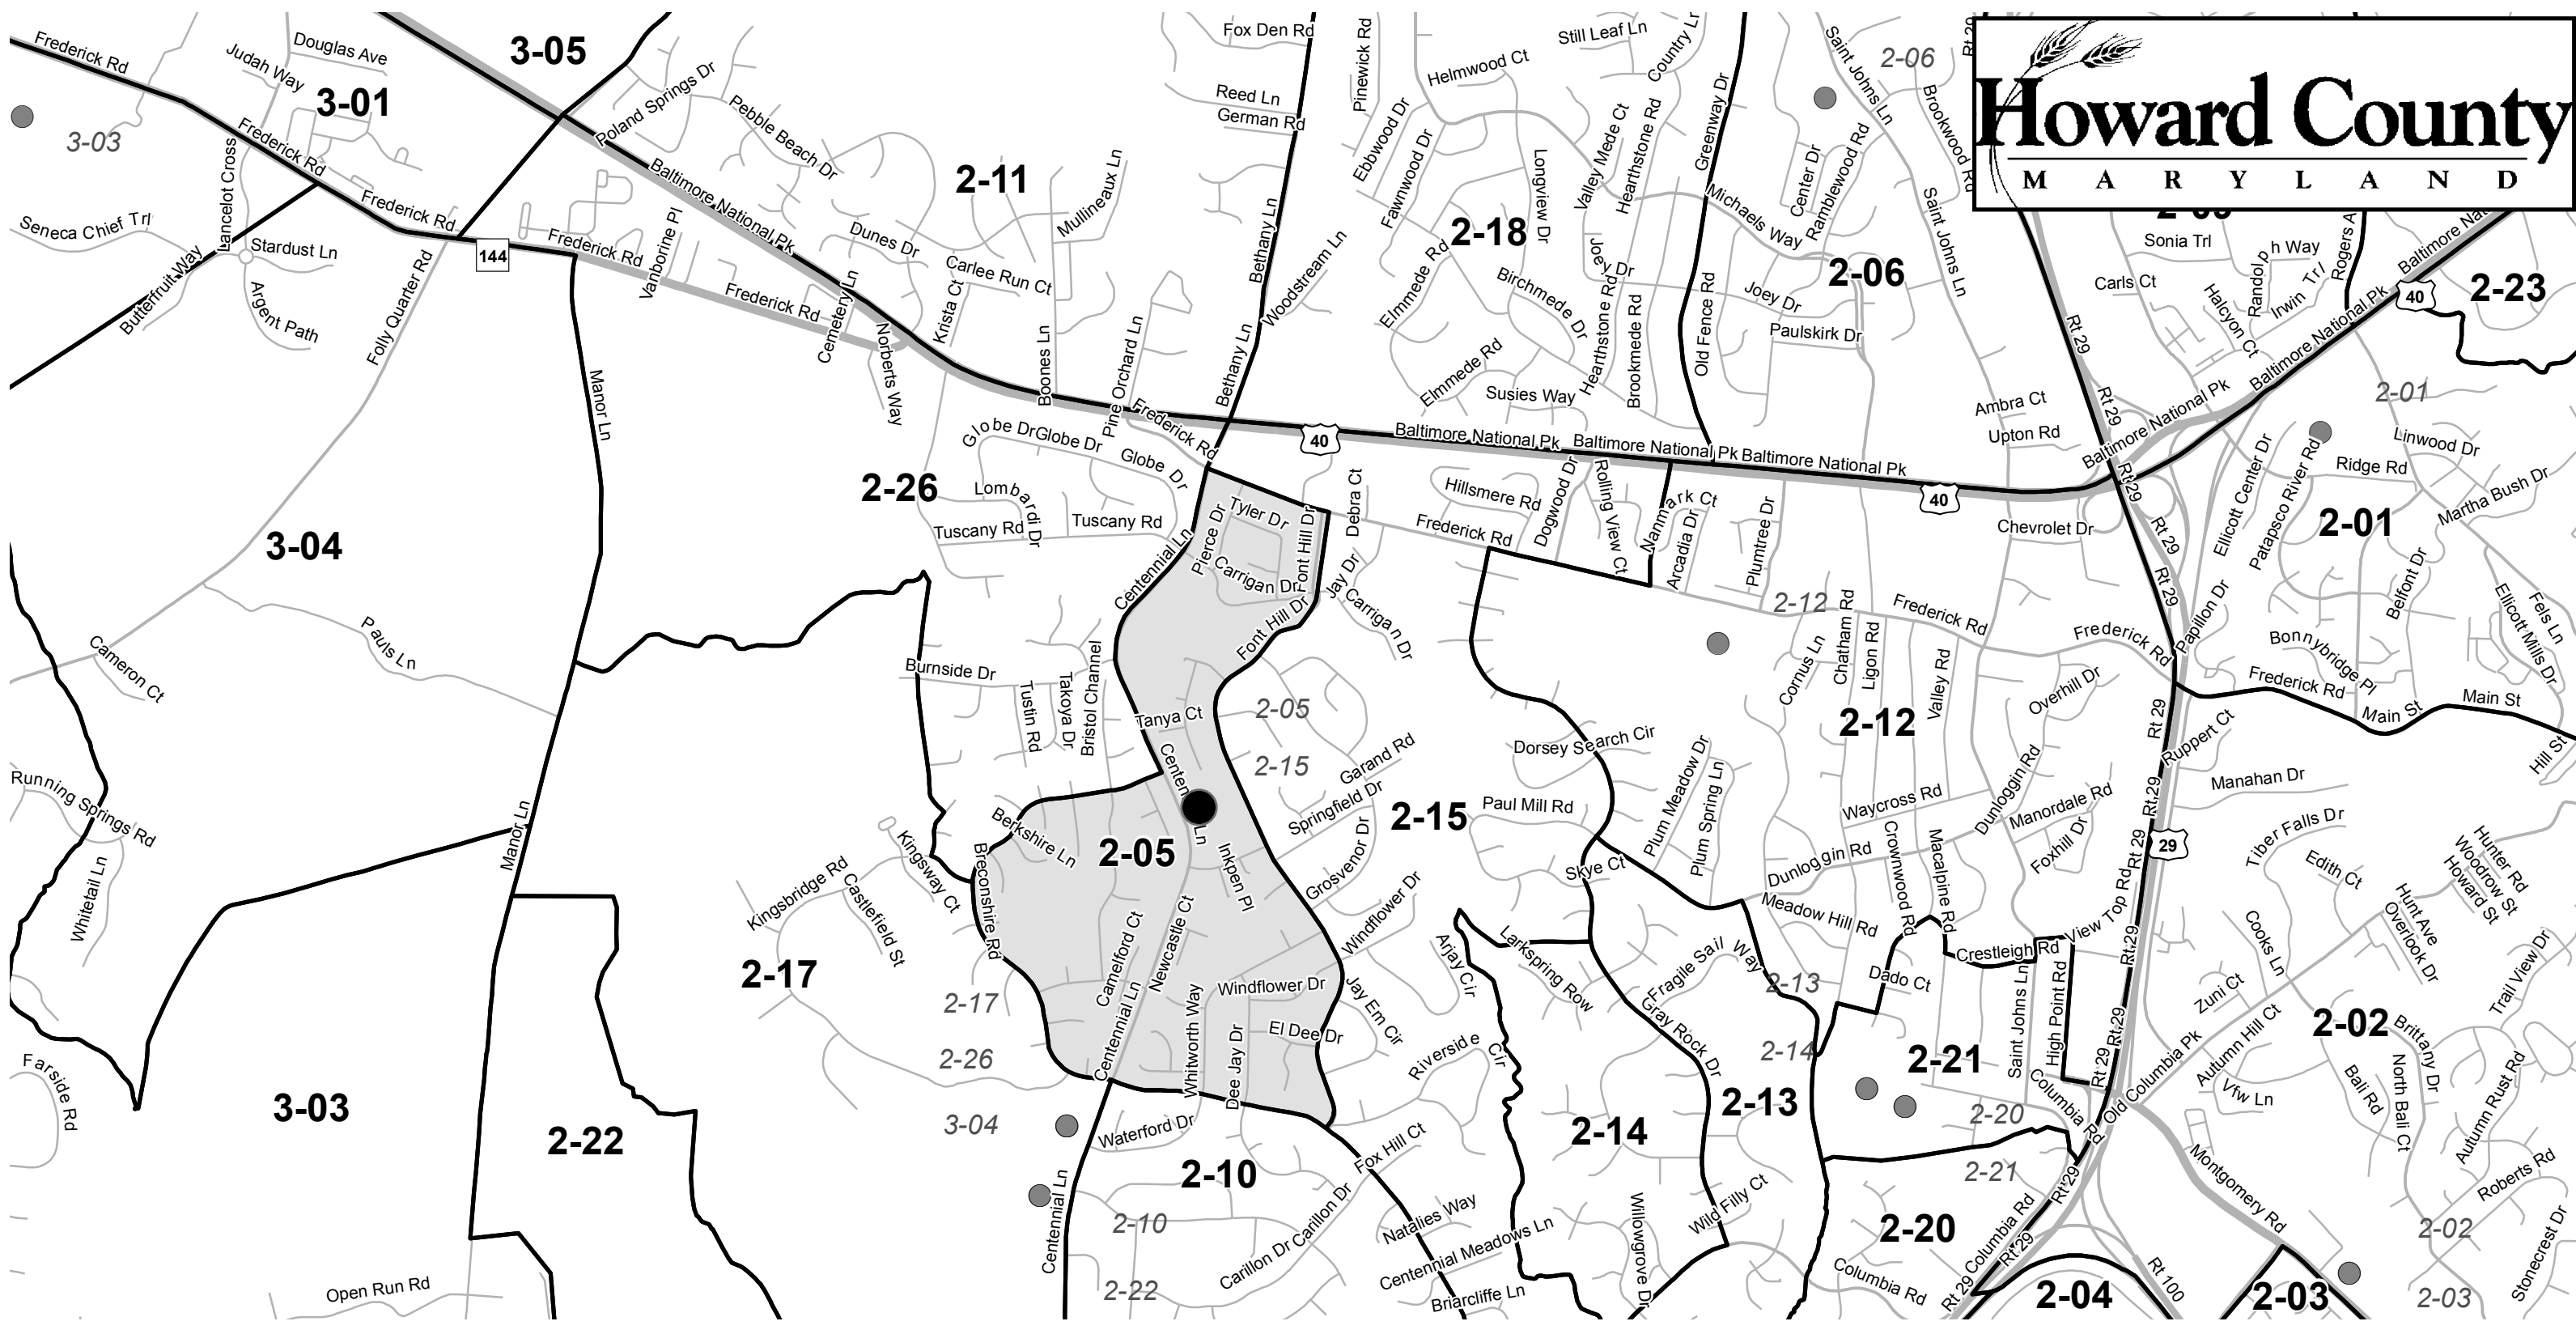 Howard County
MARYLAND
Frederick Rd
Douglas Ave
Judah Way
3-01
3-05
3-03
Frederick Rd
Lancelot Cross
Seneca Chief Trl
Stardust Ln
Butterfruit Way
Argent Path
Frederick Rd
144
Folly Quarter Rd
Frederick Rd
Vanborine Pl
Frederick Rd
Roland Springs Dr
Pebble Beach Dr
Baltimore National Pk
Dunes Dr
2-11
Mullineaux Ln
Carlee Run Ct
Krista Ct
Cemetery Ln
Norberts Way
Boones Ln
Pine Orchard Ln
Frederick Rd
Fox Den Rd
Reed Ln
German Rd
Bethany Ln
Woodstream Ln
Bethany Ln
Pinewick Rd
Ebbwood Dr
Fawnwood Dr
Helmwood Ct
Still Leaf Ln
Country Ln
Longview Dr
Valley Mede Ct
Hearthstone Rd
2-18
Elmmede Rd
Birchmede Dr
Joey Dr
Hearthstone Rd
Brookmede Rd
Elmmede Rd
Susies Way
Greenway Dr
Michaels Way
Old Fence Rd
Center Dr
Ramblewood Rd
Saint Johns Ln
2-06
Brookwood Rd
Rt 29
Saint Johns Ln
2-06
Joey Dr
Paulskirk Dr
Ambra Ct
Upton Rd
Sonia Trl
Randolph Way
Rogers A
Carls Ct
Halcyon Ct
Irwin Trl
Baltimore Nat
40
2-23
Rt 29
Rt 29
Baltimore National Pk
Baltimore National Pk
2-01
Linwood Dr
Ridge Rd
Martha Bush Dr
Ellicott Center Dr
Patapsco River Rd
2-01
Belfont Dr
Fels Ln
Ellicott Mills Dr
Bonnybridge Pl
Papillon Dr
Frederick Rd
Main St
Main St
Hill St
40
Baltimore National Pk
Baltimore National Pk
Baltimore National Pk
40
Rt 29
Rt 29
Rt 29
Chevrolet Dr
Manor Ln
2-26
Globe Dr
Globe Dr
Globe Dr
Lombardi Dr
Tuscany Rd
Tuscany Rd
Centennial Ln
Pierce Dr
Tyler Dr
Font Hill Dr
Carrigan Dr
Debra Ct
Jay Dr
Carrigan Dr
Font Hill Dr
Hillsmere Rd
Frederick Rd
Dogwood Dr
Rolling View Ct
Nanmark Ct
Arcadia Dr
Plumtree Dr
2-12
Frederick Rd
Frederick Rd
Cornus Ln
Chatham Rd
Ligon Rd
Valley Rd
2-12
Overhill Dr
Rt 29
Ruppert Ct
Manahan Dr
3-04
Pauls Ln
Cameron Ct
Running Springs Rd
Whitetail Ln
Farside Rd
Manor Ln
Burnside Dr
Tustin Rd
Takoya Dr
Bristol Channel
Tanya Ct
Centen
Ln
2-05
2-15
Garand Rd
Springfield Dr
Grosvenor Dr
2-05
Inkpen Pl
Berkshire Ln
Breconshire Rd
Kingsway Ct
Kingsbridge Rd
Castlefield St
2-17
2-17
2-26
3-04
Camelford Ct
Newcastle Ct
Centennial Ln
Windflower Dr
Windflower Dr
Whitworth Way
Dee Jay Dr
El Dee Dr
Jay Em Cir
Waterford Dr
2-10
2-10
2-22
Centennial Ln
Carillon Dr
Carillon Dr
Fox Hill Ct
Natalies Way
Centennial Meadows Ln
Briarcliffe Ln
2-15
Dorsey Search Cir
Paul Mill Rd
Skye Ct
Plum Meadow Dr
Plum Spring Ln
Arjay Cir
Riverside Cir
Larkspring Row
Fragile Sail Way
Gray Rock Dr
2-13
2-14
2-14
2-13
Willowgrove Dr
Wild Filly Ct
Waycross Rd
Dunloggin Rd
Dunloggin Rd
Manordale Rd
Foxhill Dr
Crownwood Rd
Macalpine Rd
Meadow Hill Rd
Dado Ct
Crestleigh Rd
View Top Rd
Saint Johns Ln
High Point Rd
2-21
2-20
2-21
2-20
Columbia Rd
Columbia Rd
Columbia Rd
Rt 29
Rt 29
29
Rt 29
Rt 29
Rt 29
Rt 29
Rt 29
Rt 29
Old Columbia Pk
Tiber Falls Dr
Edith Ct
Hunter Rd
Woodrow St
Howard St
Hunt Ave
Overlook Dr
Cooks Ln
Trail View Dr
Zuni Ct
Autumn Hill Ct
2-02
Brittany Dr
Vfw Ln
Bali Rd
North Bali Ct
Autumn Rust Rd
Roberts Rd
Montgomery Rd
2-02
2-03
Stonecrest Dr
Rt 100
2-04
2-03
3-03
2-22
Open Run Rd